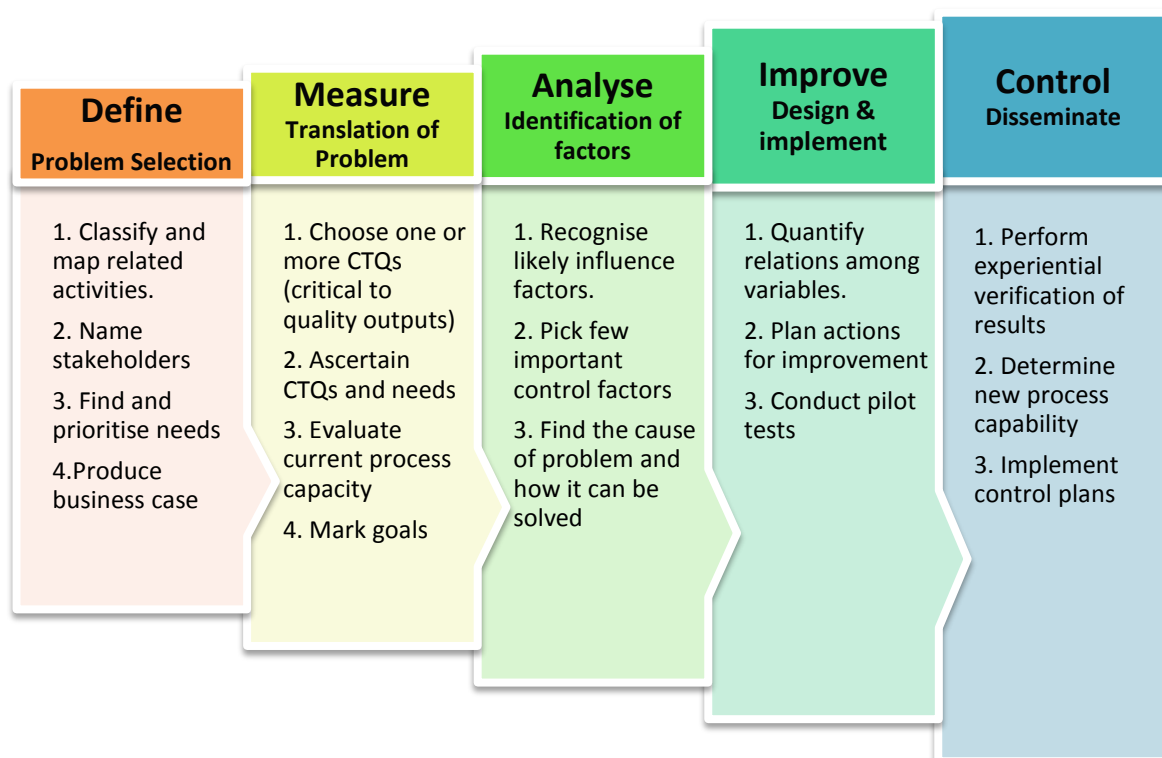 Define
Problem Selection
1. Classify and
map related
activities.
2. Name
stakeholders
3. Find and
prioritise needs
4.Produce
business case
Measure
Translation of
Problem
1. Choose one or
more CTQs
(critical to
quality outputs)
2. Ascertain
CTQs and needs
3. Evaluate
current process
capacity
4. Mark goals
Analyse
Identification of
factors
1. Recognise
likely influence
factors.
2. Pick few
important
control factors
3. Find the cause
of problem and
how it can be
solved
Improve
Design &
implement
1. Quantify
relations among
variables.
2. Plan actions
for improvement
3. Conduct pilot
tests
Control
Disseminate
1. Perform
experiential
verification of
results
2. Determine
new process
capability
3. Implement
control plans